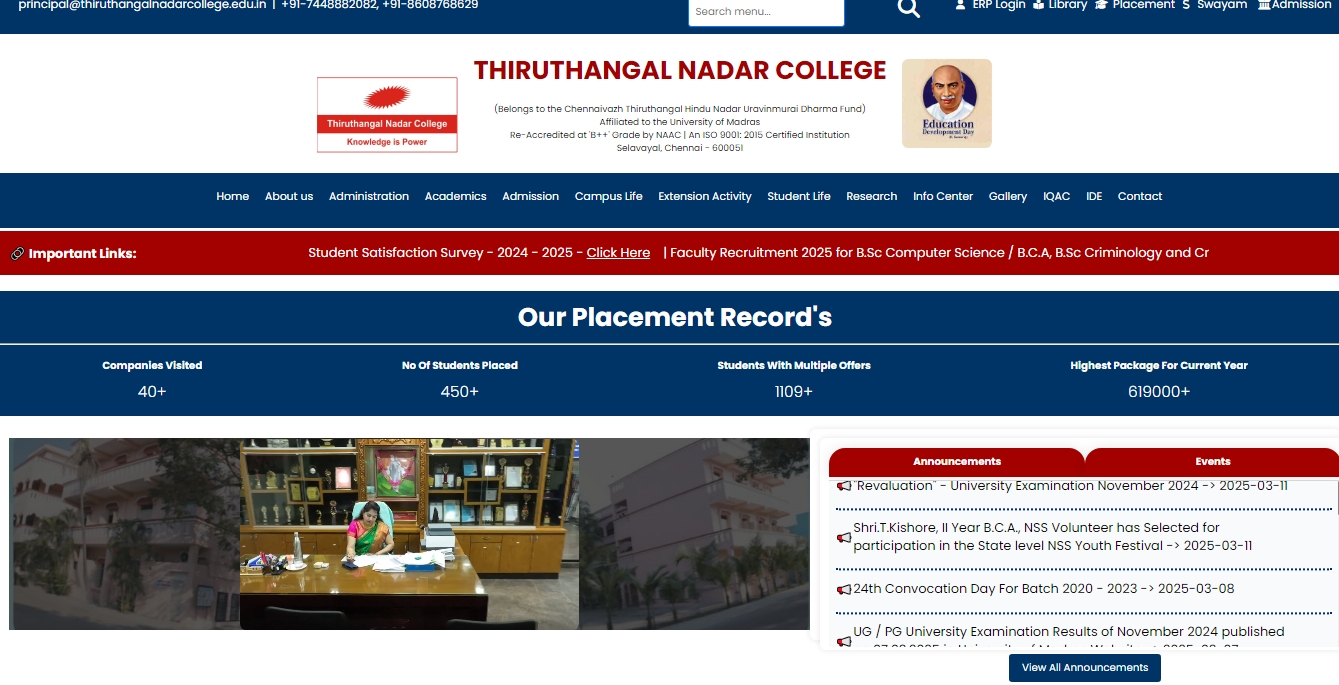 principal@thiruthangalnadarcollege.edu.in | +91-7448882082, +91-8608768629
Search menu...
ERP Login Library Placement Swayam Admission
THIRUTHANGAL NADAR COLLEGE
(Belongs to the Chennaivazh Thiruthangal Hindu Nadar Uravinmurai Dharma Fund)
Affiliated to the University of Madras
Re-Accredited at 'B++' Grade by NAAC | An ISO 9001: 2015 Certified Institution
Selavayal, Chennai - 600051
Thiruthangal Nadar College
Knowledge is Power
Education
Development Day
Home About us Administration Academics Admission Campus Life Extension Activity Student Life Research Info Center Gallery IQAC IDE Contact
Important Links:
Student Satisfaction Survey - 2024 - 2025 - Click Here | Faculty Recruitment 2025 for B.Sc Computer Science / B.C.A, B.Sc Criminology and Cr
Our Placement Record's
Companies Visited
40+
No Of Students Placed
450+
Students With Multiple Offers
1109+
Highest Package For Current Year
619000+
Announcements
Events
"Revaluation" - University Examination November 2024 -> 2025-03-11
Shri.T.Kishore, II Year B.C.A., NSS Volunteer has Selected for
participation in the State level NSS Youth Festival -> 2025-03-11
24th Convocation Day For Batch 2020 - 2023 -> 2025-03-08
UG / PG University Examination Results of November 2024 published
View All Announcements